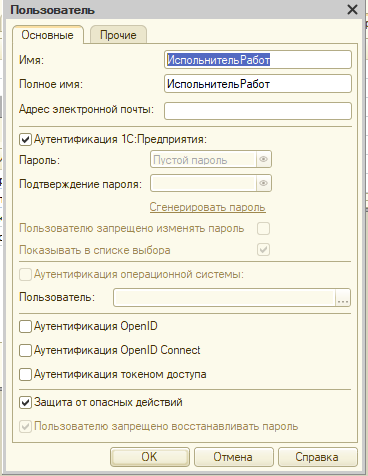 Пользователь
Основные Прочие
Имя: ИспольнительРабот
Полное имя: ИспольнительРабот
Адрес электронной почты:
Аутентификация 1С:Предприятия:
Пароль: Пустой пароль
Подтверждение пароля:
Сгенерировать пароль
Пользователю запрещено изменять пароль
Показывать в списке выбора
Аутентификация операционной системы:
Пользователь: ...
Аутентификация OpenID
Аутентификация OpenID Connect
Аутентификация токеном доступа
Защита от опасных действий
Пользователю запрещено восстанавливать пароль
OK Отмена Справка